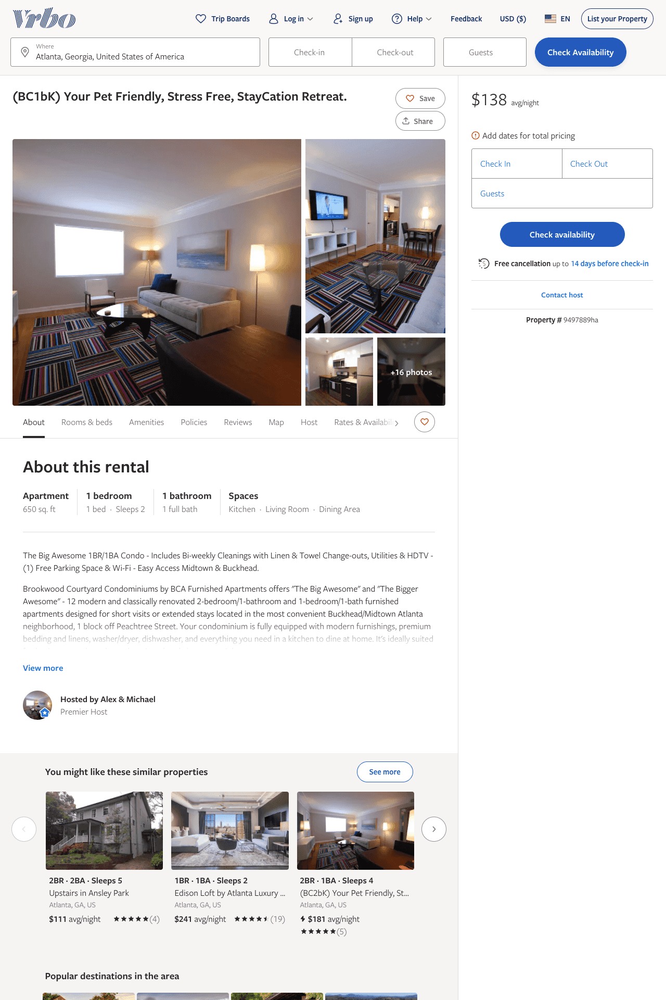 Vrbo
Trip Boards
Log in
Sign up
Help
Feedback
USD ($)
EN
List your Property
Where
Atlanta, Georgia, United States of America
Check-in
Check-out
Guests
Check Availability
(BC1bK) Your Pet Friendly, Stress Free, StayCation Retreat.
Save
Share
$138 avg/night
Add dates for total pricing
Check In
Check Out
Guests
Check availability
Free cancellation up to 14 days before check-in
Contact host
Property # 9497889ha
+16 photos
About
Rooms & beds
Amenities
Policies
Reviews
Map
Host
Rates & Availabili
About this rental
Apartment
650 sq. ft
1 bedroom
1 bed · Sleeps 2
1 bathroom
1 full bath
Spaces
Kitchen · Living Room · Dining Area
The Big Awesome 1BR/1BA Condo - Includes Bi-weekly Cleanings with Linen & Towel Change-outs, Utilities & HDTV -
(1) Free Parking Space & Wi-Fi - Easy Access Midtown & Buckhead.
Brookwood Courtyard Condominiums by BCA Furnished Apartments offers "The Big Awesome" and "The Bigger
Awesome" - 12 modern and classically renovated 2-bedroom/1-bathroom and 1-bedroom/1-bath furnished
apartments designed for short visits or extended stays located in the most convenient Buckhead/Midtown Atlanta
neighborhood, 1 block off Peachtree Street. Your condominium is fully equipped with modern furnishings, premium
bedding and linens, washer/dryer, dishwasher, and everything you need in a kitchen to dine at home. It's ideally suited
View more
Hosted by Alex & Michael
Premier Host
You might like these similar properties
See more
2BR · 2BA · Sleeps 5
Upstairs in Ansley Park
Atlanta, GA, US
$111 avg/night
(4)
1BR · 1BA · Sleeps 2
Edison Loft by Atlanta Luxury ...
Atlanta, GA, US
$241 avg/night
(19)
2BR · 1BA · Sleeps 4
(BC2bK) Your Pet Friendly, St...
Atlanta, GA, US
$181 avg/night
(5)
Popular destinations in the area